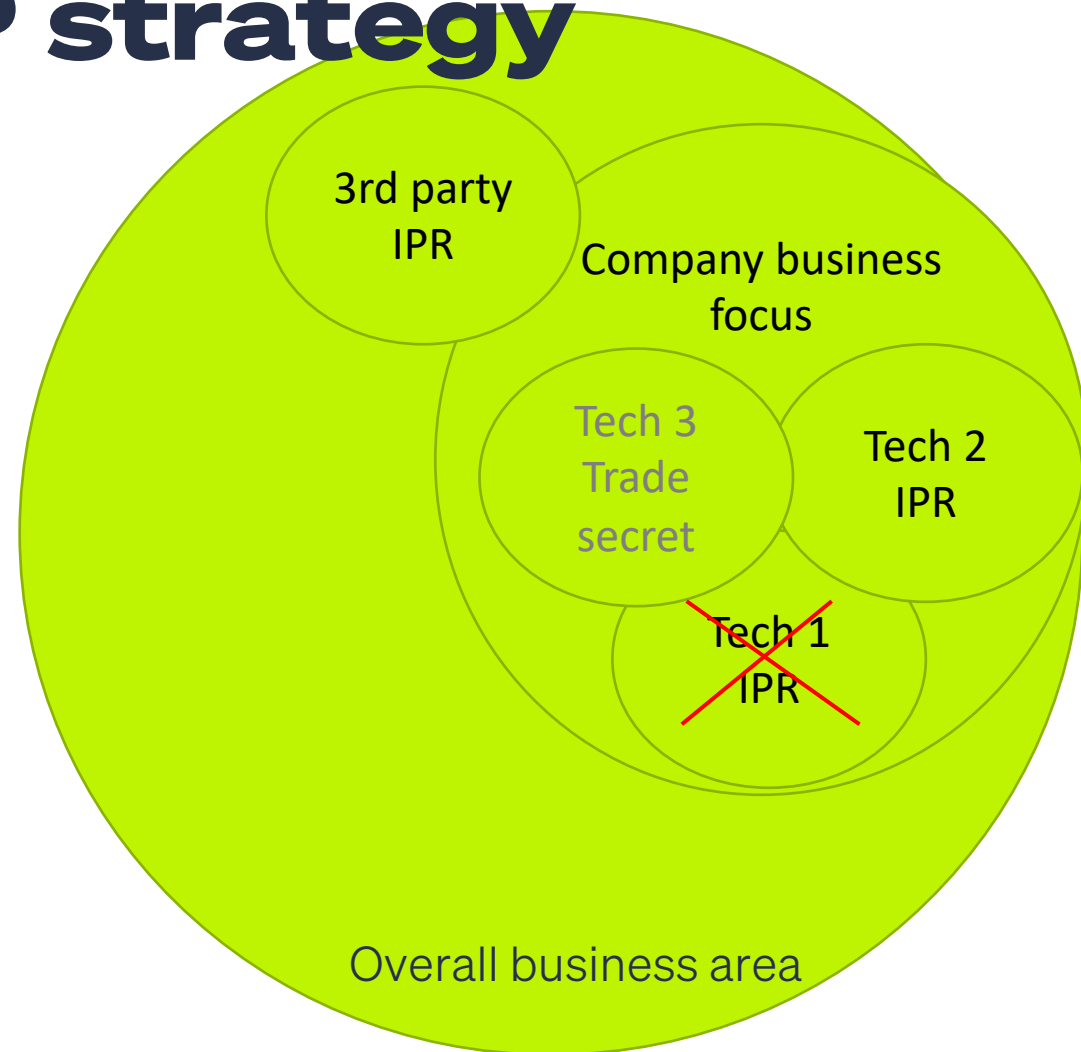 strategy
3rd party
IPR
Company business
focus
Tech 3
Trade
secret
Tech 2
IPR
Tech 1
IPR
Overall business area